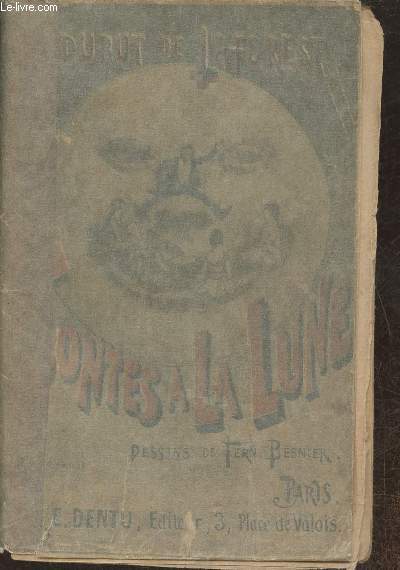 Le-livre.com
DUBUT DE LAFOREST
CONTES A LA LUNE
DESSINS DE FERN. BESNIER.
PARIS.
E. DENTU, Editeur, 3, Place de Valois.